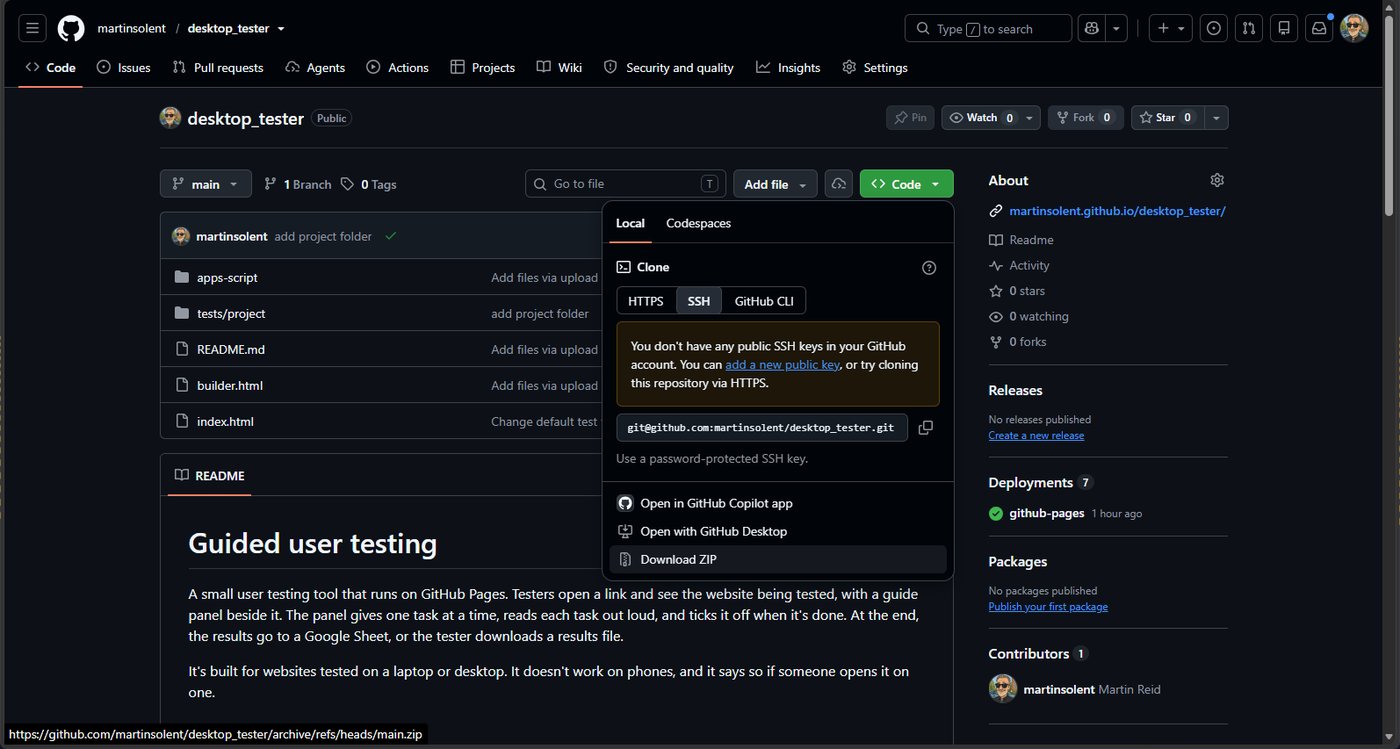 martinsolent / desktop_tester
Type / to search
Code
Issues
Pull requests
Agents
Actions
Projects
Wiki
Security and quality
Insights
Settings
desktop_tester Public
Pin
Watch 0
Fork 0
Star 0
main
1 Branch
0 Tags
Go to file T
Add file
Code
martinsolent add project folder
apps-script Add files via upload
tests/project add project folder
README.md Add files via upload
builder.html Add files via upload
index.html Change default test
Local
Codespaces
Clone
HTTPS
SSH
GitHub CLI
You don't have any public SSH keys in your GitHub
account. You can add a new public key, or try cloning
this repository via HTTPS.
git@github.com:martinsolent/desktop_tester.git
Use a password-protected SSH key.
Open in GitHub Copilot app
Open with GitHub Desktop
Download ZIP
README
Guided user testing
A small user testing tool that runs on GitHub Pages. Testers open a link and see the website being tested, with a guide
panel beside it. The panel gives one task at a time, reads each task out loud, and ticks it off when it's done. At the end,
the results go to a Google Sheet, or the tester downloads a results file.
It's built for websites tested on a laptop or desktop. It doesn't work on phones, and it says so if someone opens it on
one.
About
martinsolent.github.io/desktop_tester/
Readme
Activity
0 stars
0 watching
0 forks
Releases
No releases published
Create a new release
Deployments 7
github-pages 1 hour ago
Packages
No packages published
Publish your first package
Contributors 1
martinsolent Martin Reid
https://github.com/martinsolent/desktop_tester/archive/refs/heads/main.zip